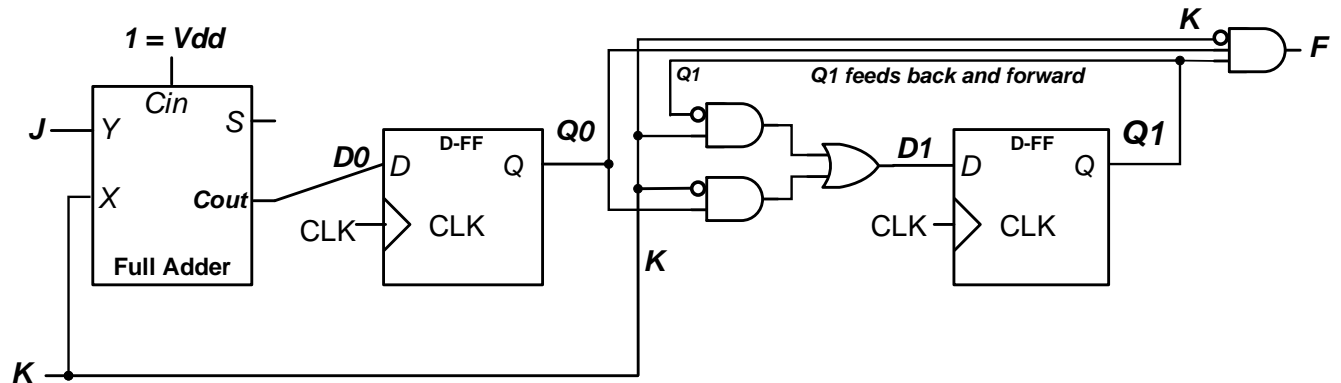 1 = Vdd
K
F
Cin
Q1
Q1 feeds back and forward
J
Y
S
Q0
D-FF
D0
D
Q
D1
D-FF
Q1
D
Q
X
Cout
CLK
CLK
CLK
CLK
Full Adder
K
K